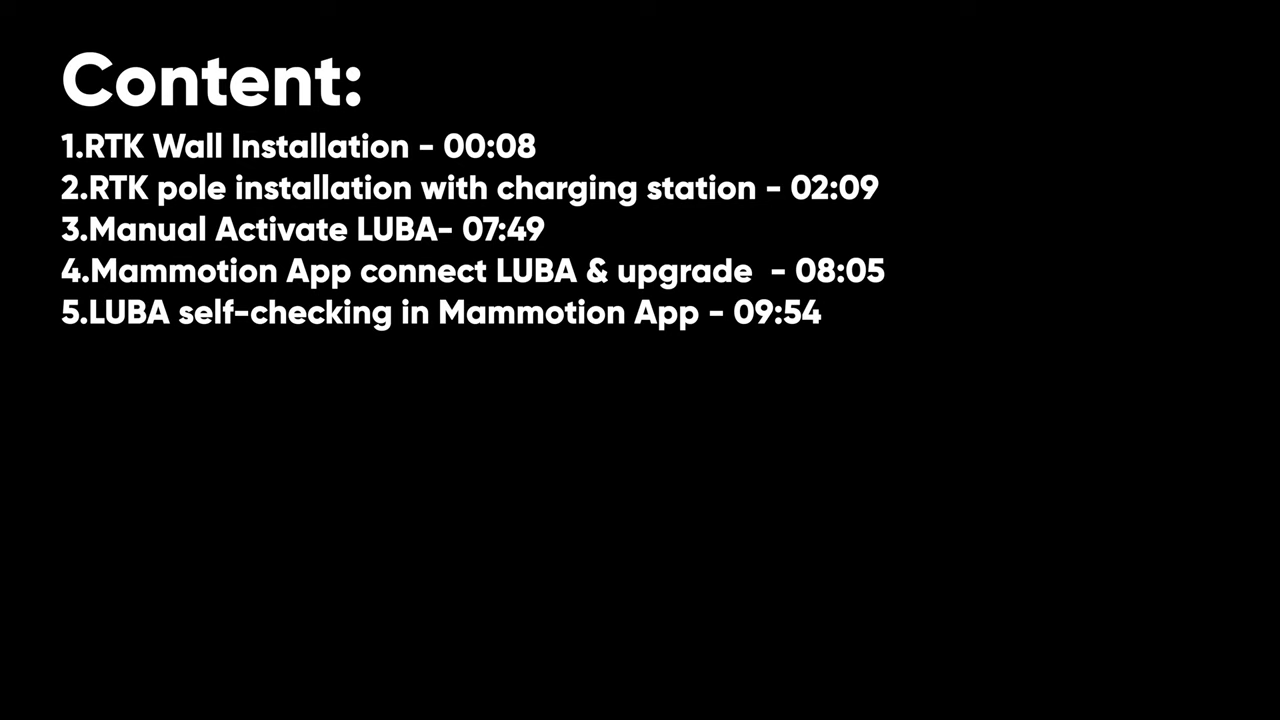 Content:
1.RTK Wall Installation - 00:08
2.RTK pole installation with charging station - 02:09
3.Manual Activate LUBA- 07:49
4.Mammotion App connect LUBA & upgrade  - 08:05
5.LUBA self-checking in Mammotion App - 09:54